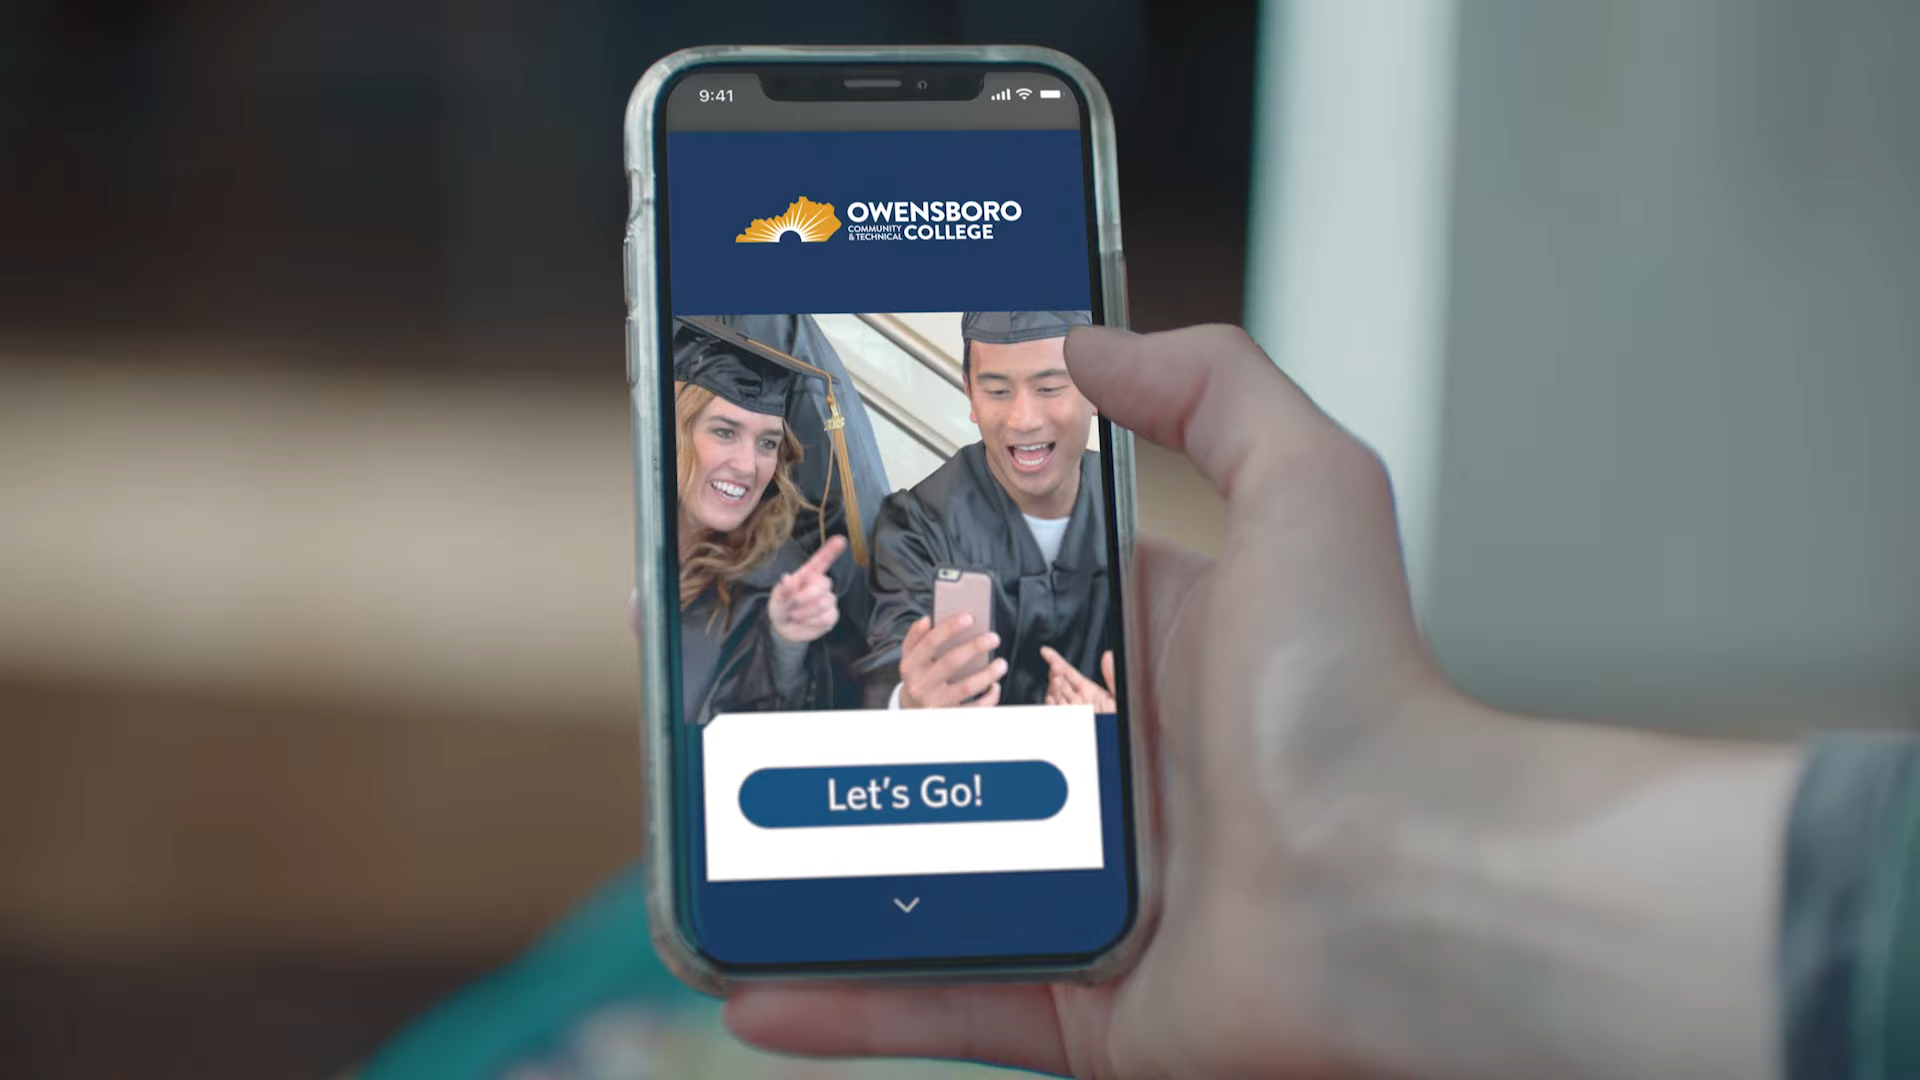 9:41
OWENSBORO
COMMUNITY
& TECHNICAL COLLEGE
Let's Go!